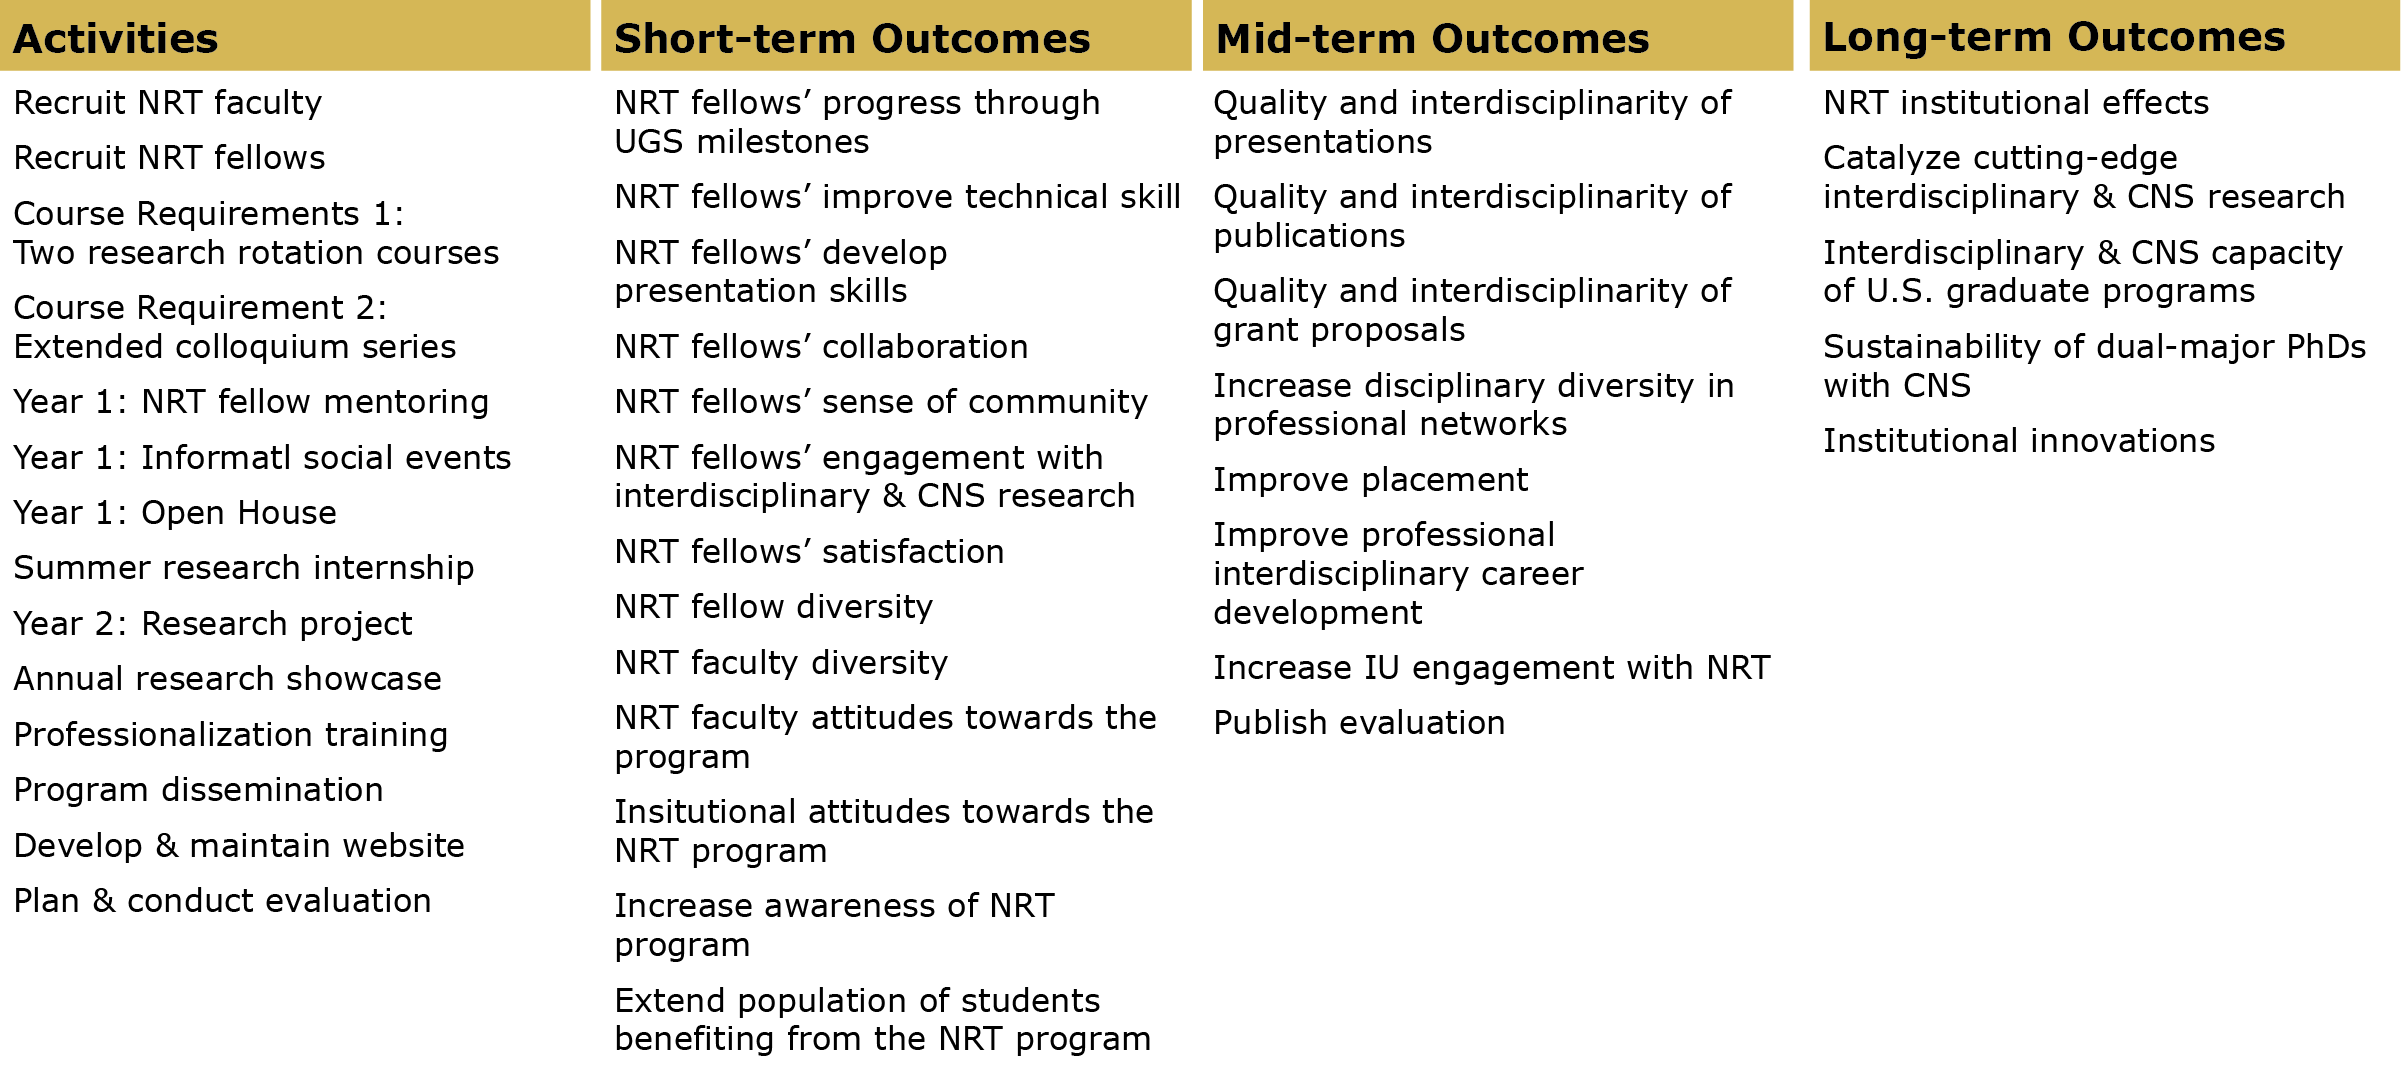 Activities
Recruit NRT faculty
Recruit NRT fellows
Course Requirements 1:
Two research rotation courses
Course Requirement 2:
Extended colloquium series
Year 1: NRT fellow mentoring
Year 1: Informatl social events
Year 1: Open House
Summer research internship
Year 2: Research project
Annual research showcase
Professionalization training
Program dissemination
Develop & maintain website
Plan & conduct evaluation
Short-term Outcomes
NRT fellows’ progress through
UGS milestones
NRT fellows’ improve technical skill
NRT fellows’ develop
presentation skills
NRT fellows’ collaboration
NRT fellows’ sense of community
NRT fellows’ engagement with
interdisciplinary & CNS research
NRT fellows’ satisfaction
NRT fellow diversity
NRT faculty diversity
NRT faculty attitudes towards the
program
Insitutional attitudes towards the
NRT program
Increase awareness of NRT
program
Extend population of students
benefiting from the NRT program
Mid-term Outcomes
Quality and interdisciplinarity of
presentations
Quality and interdisciplinarity of
publications
Quality and interdisciplinarity of
grant proposals
Increase disciplinary diversity in
professional networks
Improve placement
Improve professional
interdisciplinary career
development
Increase IU engagement with NRT
Publish evaluation
Long-term Outcomes
NRT institutional effects
Catalyze cutting-edge
interdisciplinary & CNS research
Interdisciplinary & CNS capacity
of U.S. graduate programs
Sustainability of dual-major PhDs
with CNS
Institutional innovations